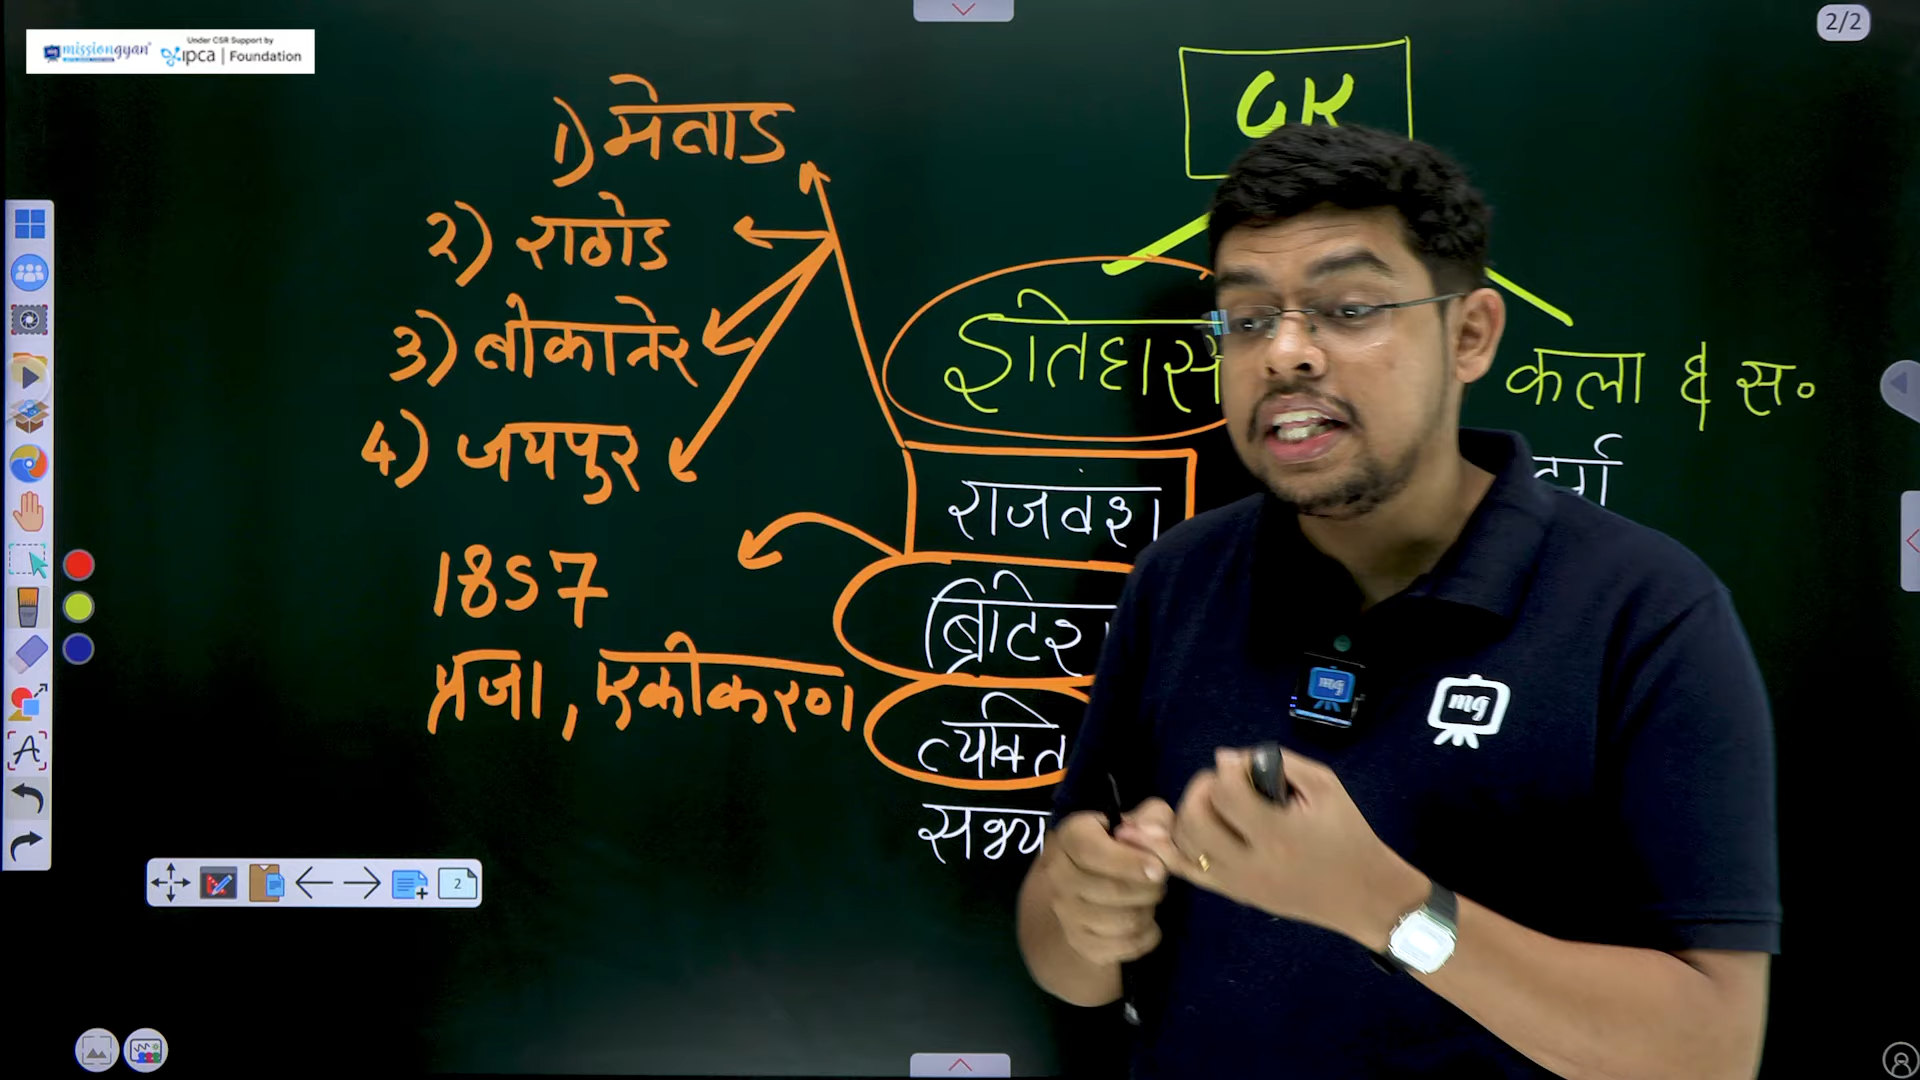 missiongyan
Under CSR Support by
ipca | Foundation
2/2
GK
1) मेवाड
2) राठोड
3) बीकानेर
4) जयपुर
इतिहास
कला & स॰
राजवंश
दुर्ग
1857
ब्रिटिश
प्रजा, एकीकरण
व्यक्ति
सभ्य
mg
mg
2